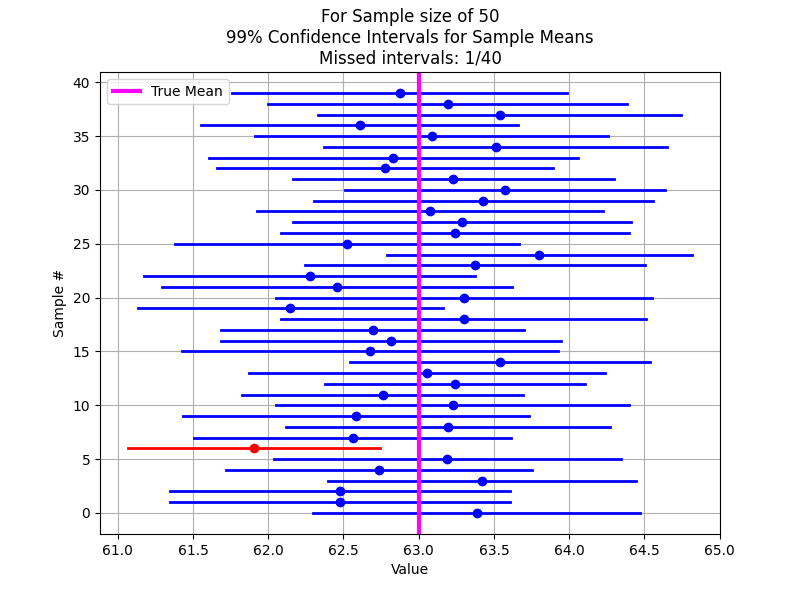 For Sample size of 50
99% Confidence Intervals for Sample Means
Missed intervals: 1/40
True Mean
Sample #
40
35
30
25
20
15
10
5
0
61.0 61.5 62.0 62.5 63.0 63.5 64.0 64.5 65.0
Value